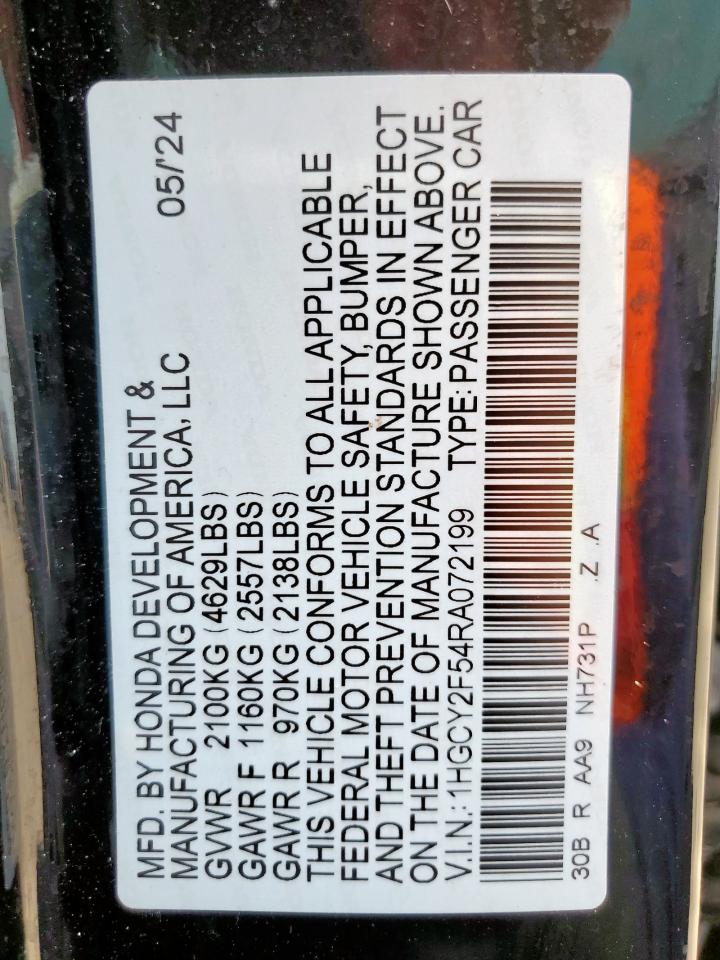 MFD. BY HONDA DEVELOPMENT &
MANUFACTURING OF AMERICA, LLC 05/'24
GVWR 2100KG (4629LBS)
GAWR F 1160KG (2557LBS)
GAWR R 970KG (2138LBS)
THIS VEHICLE CONFORMS TO ALL APPLICABLE
FEDERAL MOTOR VEHICLE SAFETY, BUMPER,
AND THEFT PREVENTION STANDARDS IN EFFECT
ON THE DATE OF MANUFACTURE SHOWN ABOVE.
V.I.N.: 1HGCY2F54RA072199 TYPE: PASSENGER CAR
30B R AA9 NH731P .Z .A